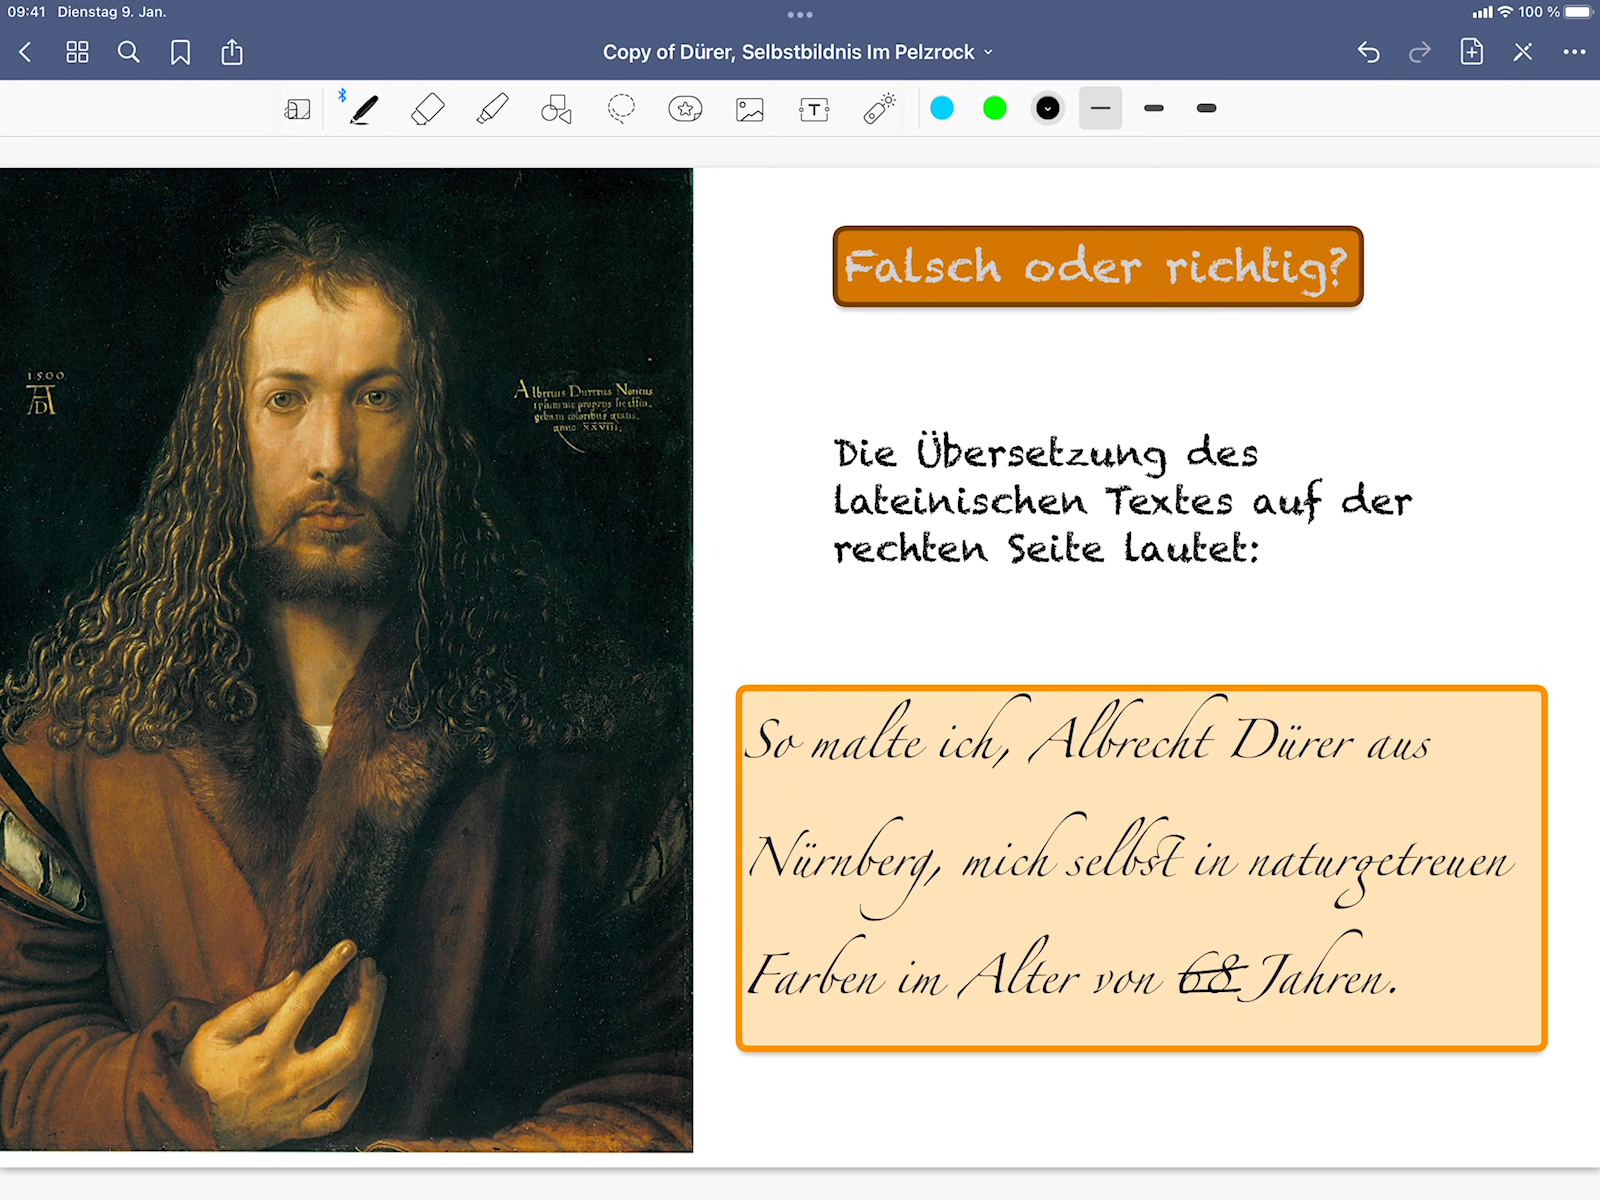 09:41 Dienstag 9. Jan.
100 %
Copy of Dürer, Selbstbildnis Im Pelzrock
T
Falsch oder richtig?
1500
AD
Albertus Durerus Noricus
ipsum me proprijs sic effin
gebam coloribus ętatis
anno XXVIII.
Die Übersetzung des
lateinischen Textes auf der
rechten Seite lautet:
So malte ich, Albrecht Dürer aus
Nürnberg, mich selbst in naturgetreuen
Farben im Alter von 68 Jahren.